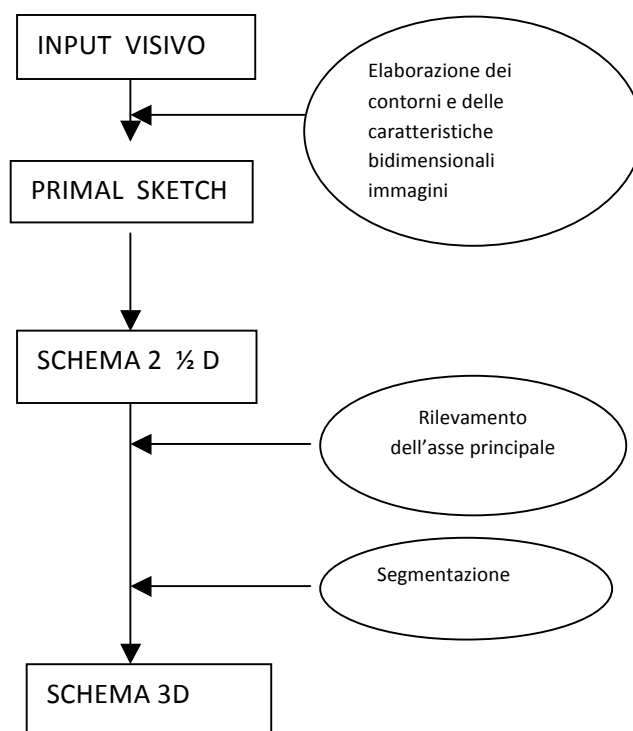 INPUT VISIVO
Elaborazione dei
contorni e delle
caratteristiche
bidimensionali
immagini
PRIMAL SKETCH
SCHEMA 2 ½ D
Rilevamento
dell’asse principale
Segmentazione
SCHEMA 3D